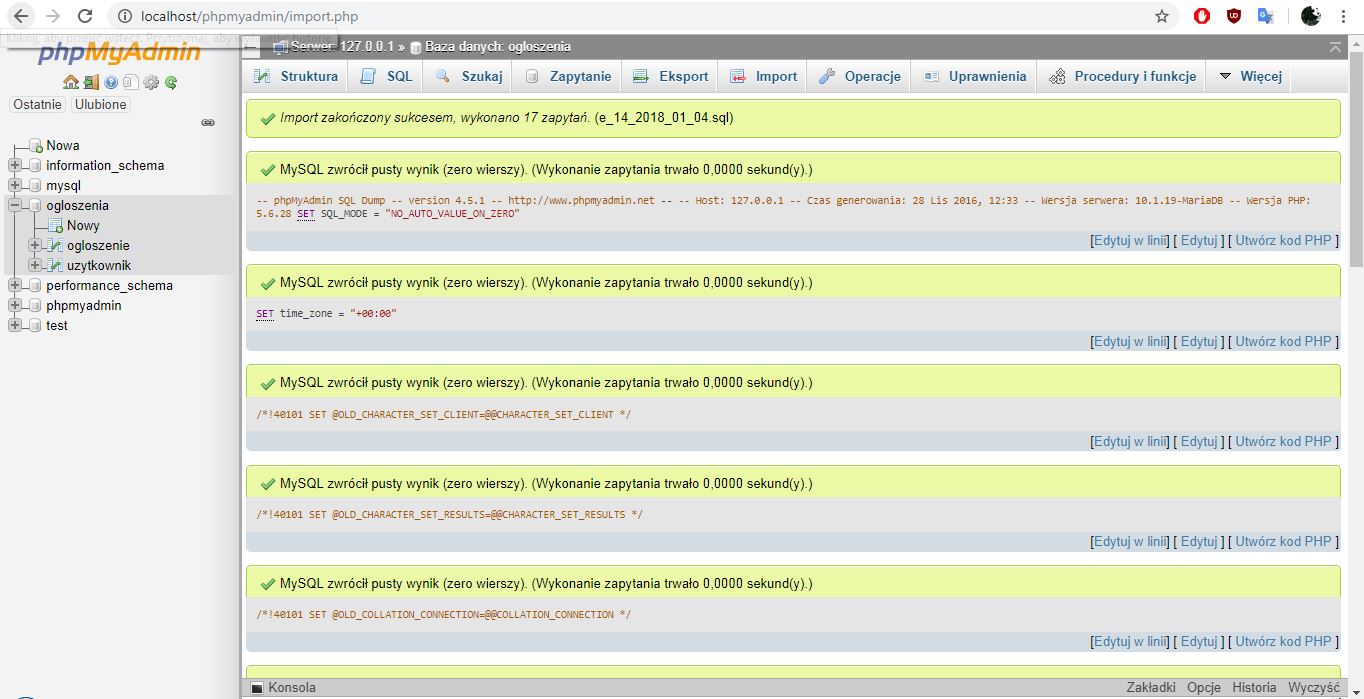 localhost/phpmyadmin/import.php
Kliknij, aby przejść wstecz. Przytrzymaj, aby wyświetlić historię
phpMyAdmin
Ostatnie Ulubione
Nowa
information_schema
mysql
ogloszenia
Nowy
ogloszenie
uzytkownik
performance_schema
phpmyadmin
test
Serwer: 127.0.0.1 » Baza danych: ogloszenia
Struktura SQL Szukaj Zapytanie Eksport Import Operacje Uprawnienia Procedury i funkcje Więcej
Import zakończony sukcesem, wykonano 17 zapytań. (e_14_2018_01_04.sql)
MySQL zwrócił pusty wynik (zero wierszy). (Wykonanie zapytania trwało 0,0000 sekund(y).)
-- phpMyAdmin SQL Dump -- version 4.5.1 -- http://www.phpmyadmin.net -- -- Host: 127.0.0.1 -- Czas generowania: 28 Lis 2016, 12:33 -- Wersja serwera: 10.1.19-MariaDB -- Wersja PHP:
5.6.28 SET SQL_MODE = "NO_AUTO_VALUE_ON_ZERO"
[Edytuj w linii] [ Edytuj ] [ Utwórz kod PHP ]
MySQL zwrócił pusty wynik (zero wierszy). (Wykonanie zapytania trwało 0,0000 sekund(y).)
SET time_zone = "+00:00"
[Edytuj w linii] [ Edytuj ] [ Utwórz kod PHP ]
MySQL zwrócił pusty wynik (zero wierszy). (Wykonanie zapytania trwało 0,0000 sekund(y).)
/*!40101 SET @OLD_CHARACTER_SET_CLIENT=@@CHARACTER_SET_CLIENT */
[Edytuj w linii] [ Edytuj ] [ Utwórz kod PHP ]
MySQL zwrócił pusty wynik (zero wierszy). (Wykonanie zapytania trwało 0,0000 sekund(y).)
/*!40101 SET @OLD_CHARACTER_SET_RESULTS=@@CHARACTER_SET_RESULTS */
[Edytuj w linii] [ Edytuj ] [ Utwórz kod PHP ]
MySQL zwrócił pusty wynik (zero wierszy). (Wykonanie zapytania trwało 0,0000 sekund(y).)
/*!40101 SET @OLD_COLLATION_CONNECTION=@@COLLATION_CONNECTION */
[Edytuj w linii] [ Edytuj ] [ Utwórz kod PHP ]
Konsola
Zakładki Opcje Historia Wyczyść